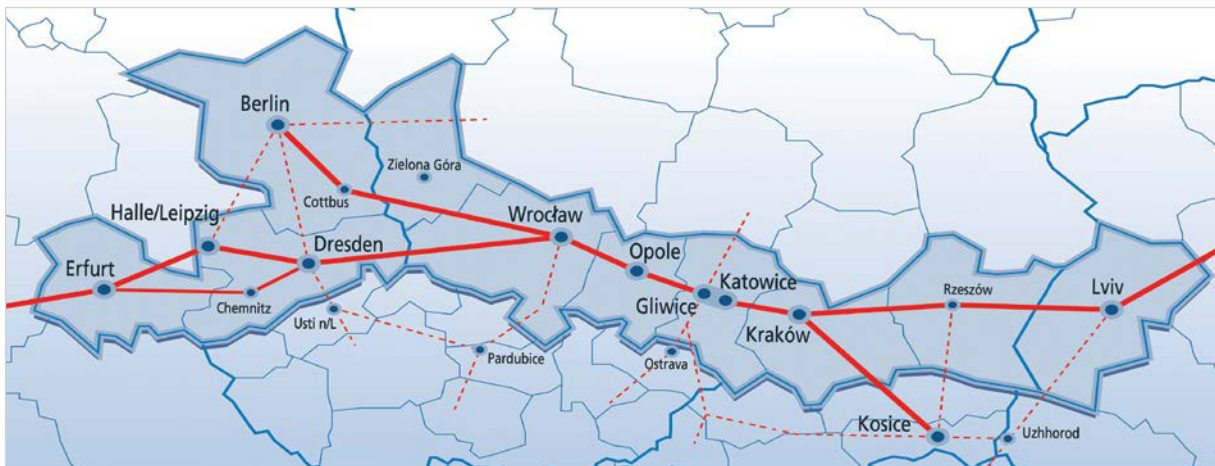 Berlin
Zielona Góra
Cottbus
Halle/Leipzig
Wrocław
Dresden
Opole
Erfurt
Katowice
Rzeszów
Lviv
Chemnitz
Gliwice
Usti n/L
Kraków
Pardubice
Ostrava
Kosice
Uzhhorod